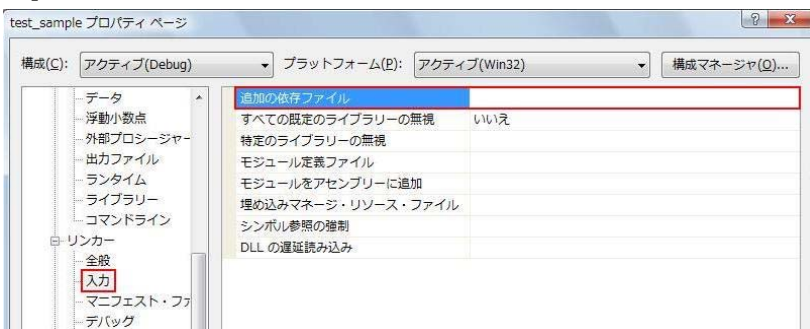 test_sample プロパティ ページ
構成(C): アクティブ(Debug) プラットフォーム(P): アクティブ(Win32) 構成マネージャ(O)...
データ
浮動小数点
外部プロシージャー
出力ファイル
ランタイム
ライブラリー
コマンドライン
リンカー
全般
入力
マニフェスト・ファ
デバッグ
追加の依存ファイル
すべての既定のライブラリーの無視 いいえ
特定のライブラリーの無視
モジュール定義ファイル
モジュールをアセンブリーに追加
埋め込みマネージ・リソース・ファイル
シンボル参照の強制
DLL の遅延読み込み